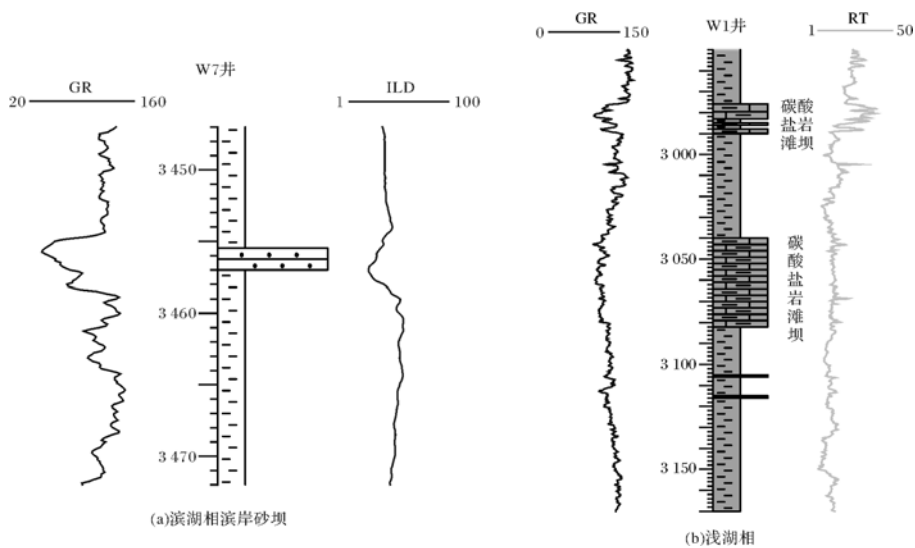 W7井
GR
20
160
ILD
1
100
3 450
3 460
3 470
(a)滨湖相滨岸砂坝
GR
0
150
W1井
RT
1
50
碳酸
盐岩
滩坝
3 000
3 050
碳
酸
盐
岩
滩
坝
3 100
3 150
(b)浅湖相